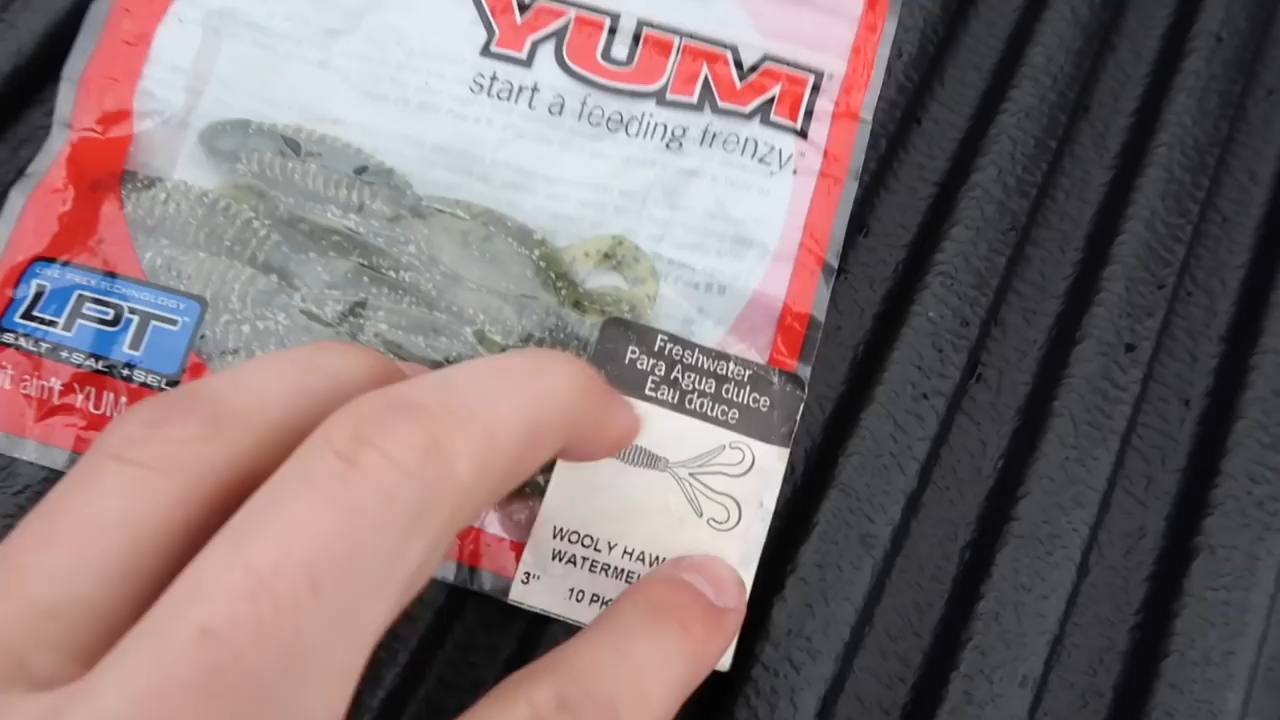 YUM
start a feeding frenzy.
LIVE PREY TECHNOLOGY
LPT
SALT +SAL +SEL
it ain't YUM
Freshwater
Para Agua dulce
Eau douce
WOOLY HAW
WATERME
3"
10 PK